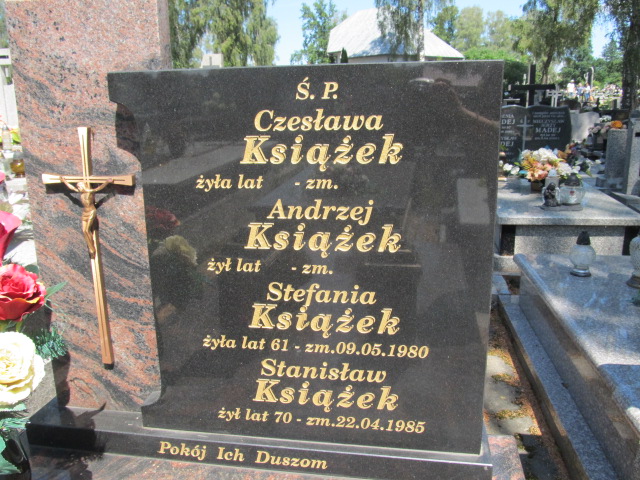 Ś. P.
Czesława
Książek
żyła lat - zm.
Andrzej
Książek
żył lat - zm.
Stefania
Książek
żyła lat 61 - zm.09.05.1980
Stanisław
Książek
żył lat 70 - zm.22.04.1985
Pokój Ich Duszom
MADEJ